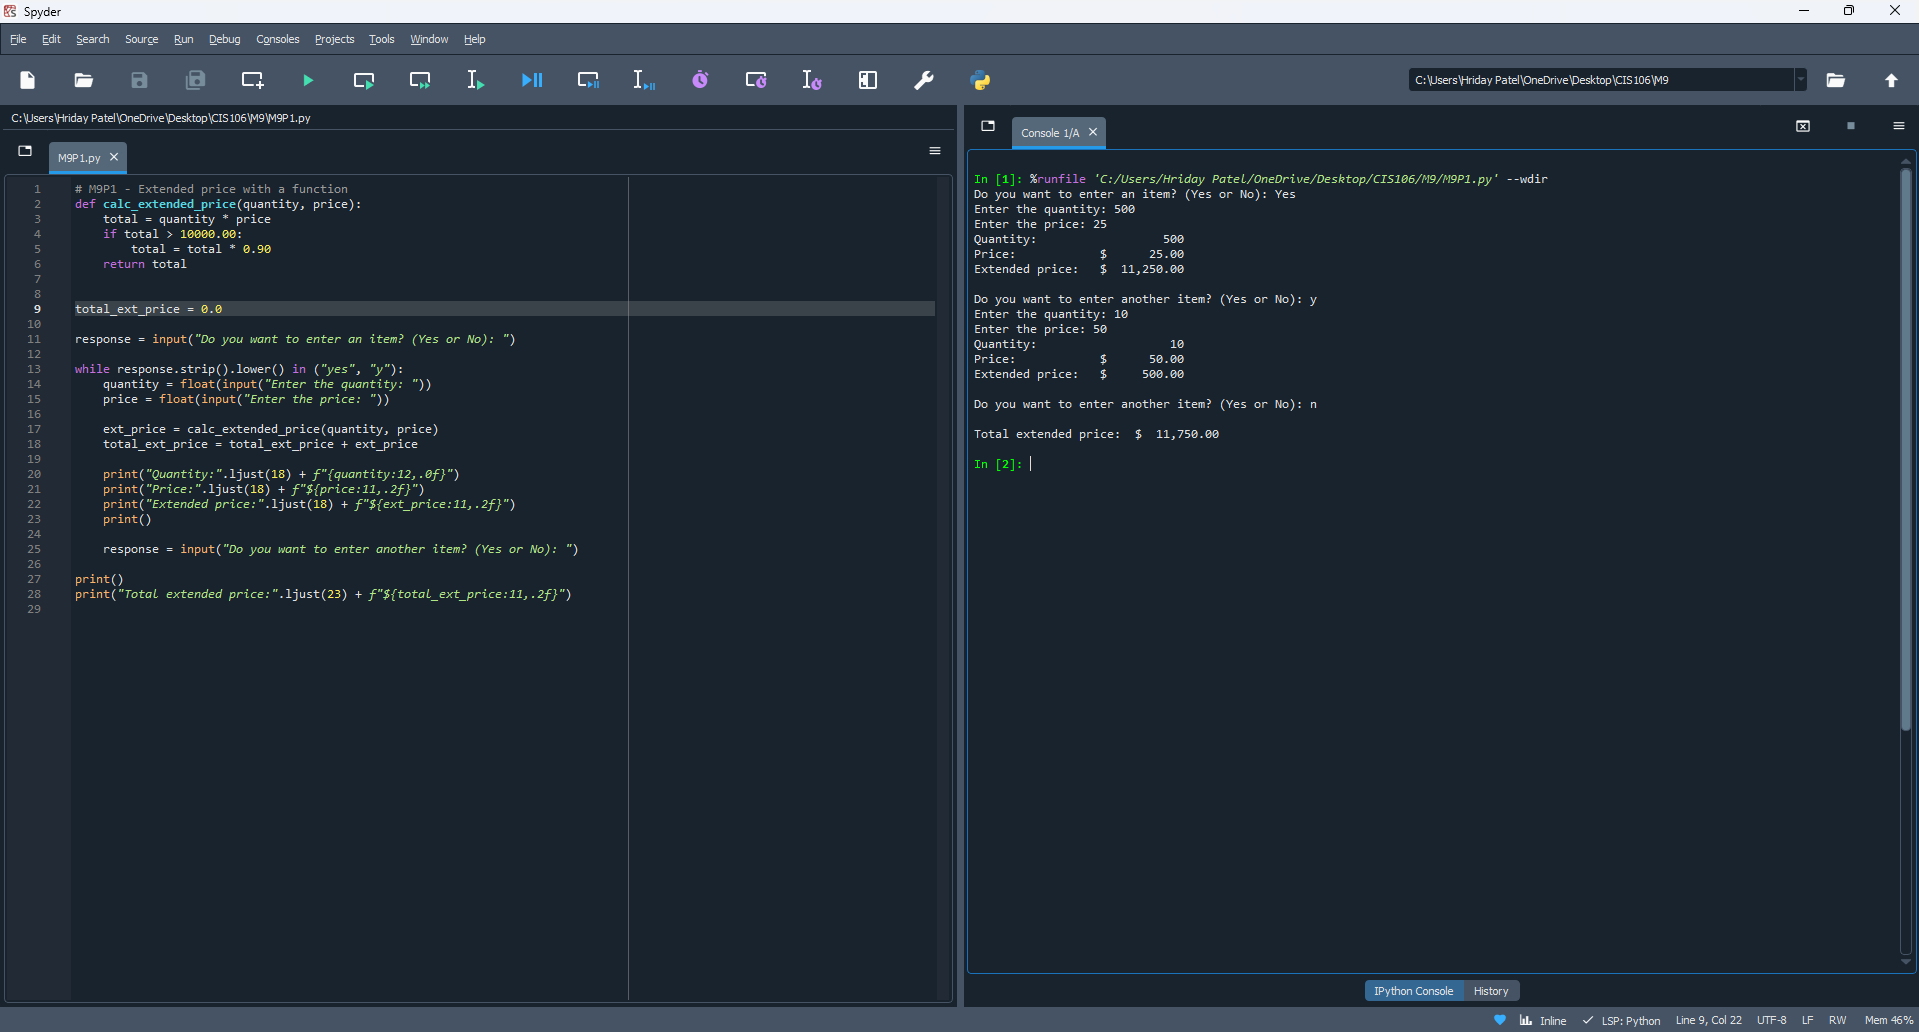 Spyder
File Edit Search Source Run Debug Consoles Projects Tools Window Help
C:\Users\Hriday Patel\OneDrive\Desktop\CIS106\M9
C:\Users\Hriday Patel\OneDrive\Desktop\CIS106\M9\M9P1.py
M9P1.py
1 # M9P1 - Extended price with a function
2 def calc_extended_price(quantity, price):
3     total = quantity * price
4     if total > 10000.00:
5         total = total * 0.90
6     return total
7
8
9 total_ext_price = 0.0
10
11 response = input("Do you want to enter an item? (Yes or No): ")
12
13 while response.strip().lower() in ("yes", "y"):
14     quantity = float(input("Enter the quantity: "))
15     price = float(input("Enter the price: "))
16
17     ext_price = calc_extended_price(quantity, price)
18     total_ext_price = total_ext_price + ext_price
19
20     print("Quantity:".ljust(18) + f"{quantity:12,.0f}")
21     print("Price:".ljust(18) + f"${price:11,.2f}")
22     print("Extended price:".ljust(18) + f"${ext_price:11,.2f}")
23     print()
24
25     response = input("Do you want to enter another item? (Yes or No): ")
26
27 print()
28 print("Total extended price:".ljust(23) + f"${total_ext_price:11,.2f}")
29
Console 1/A
In [1]: %runfile 'C:/Users/Hriday Patel/OneDrive/Desktop/CIS106/M9/M9P1.py' --wdir
Do you want to enter an item? (Yes or No): Yes
Enter the quantity: 500
Enter the price: 25
Quantity:                  500
Price:            $      25.00
Extended price:   $  11,250.00

Do you want to enter another item? (Yes or No): y
Enter the quantity: 10
Enter the price: 50
Quantity:                   10
Price:            $      50.00
Extended price:   $     500.00

Do you want to enter another item? (Yes or No): n

Total extended price:  $  11,750.00

In [2]:
IPython Console History
Inline LSP: Python Line 9, Col 22 UTF-8 LF RW Mem 46%